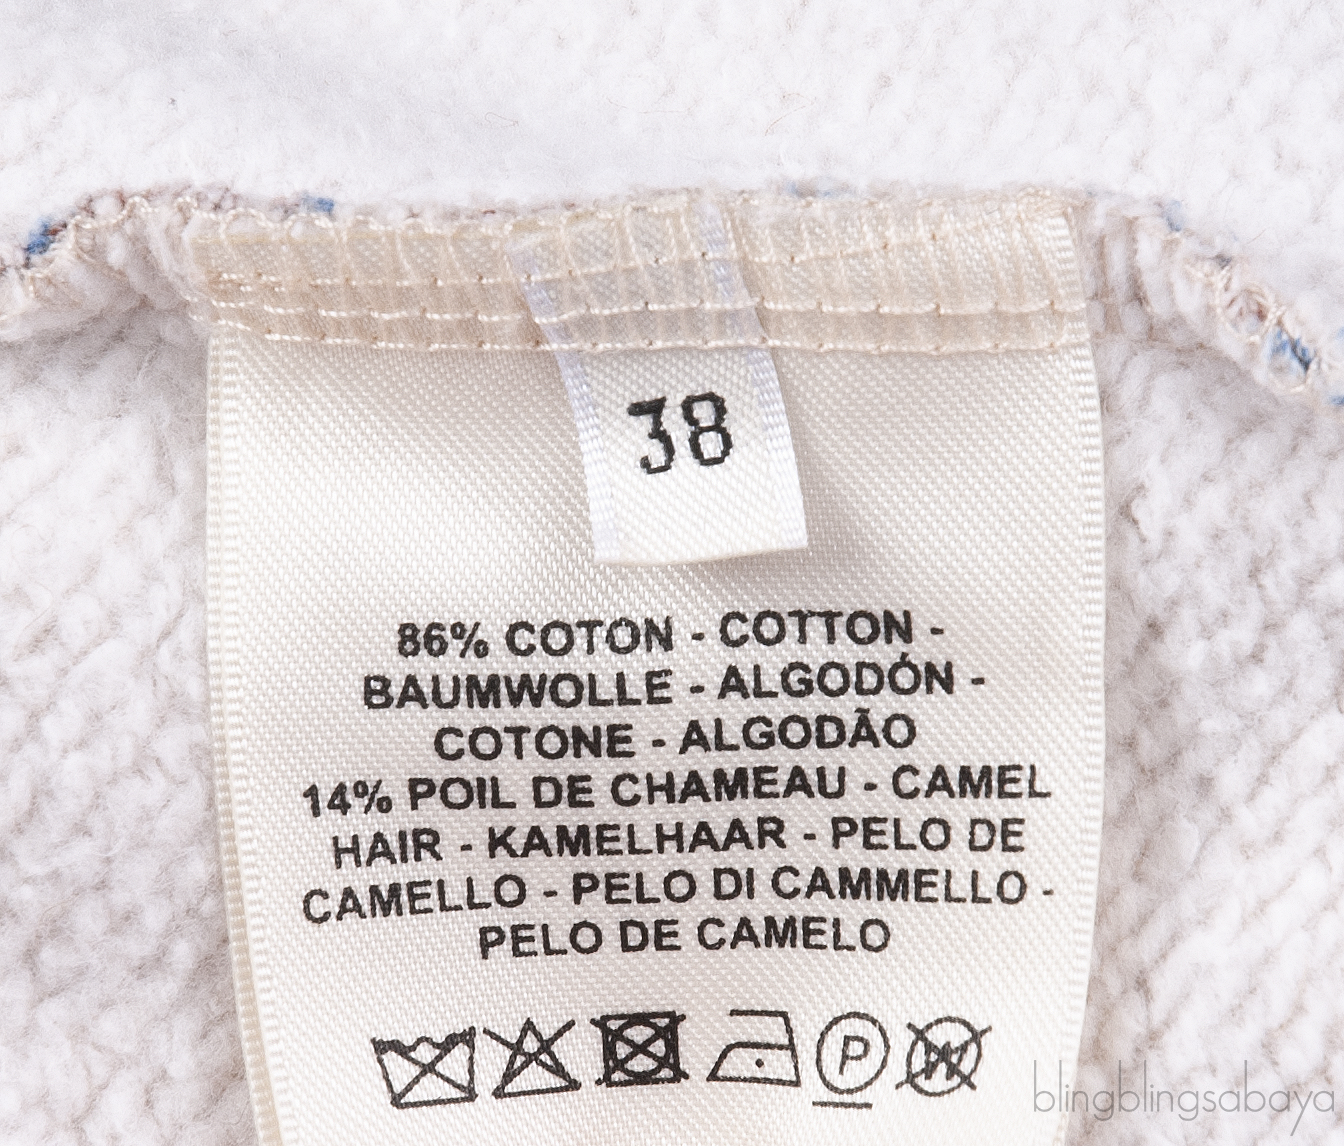 38
86% COTON - COTTON -
BAUMWOLLE - ALGODÓN -
COTONE - ALGODÃO
14% POIL DE CHAMEAU - CAMEL
HAIR - KAMELHAAR - PELO DE
CAMELLO - PELO DI CAMMELLO -
PELO DE CAMELO
P W
blingblingsabaya